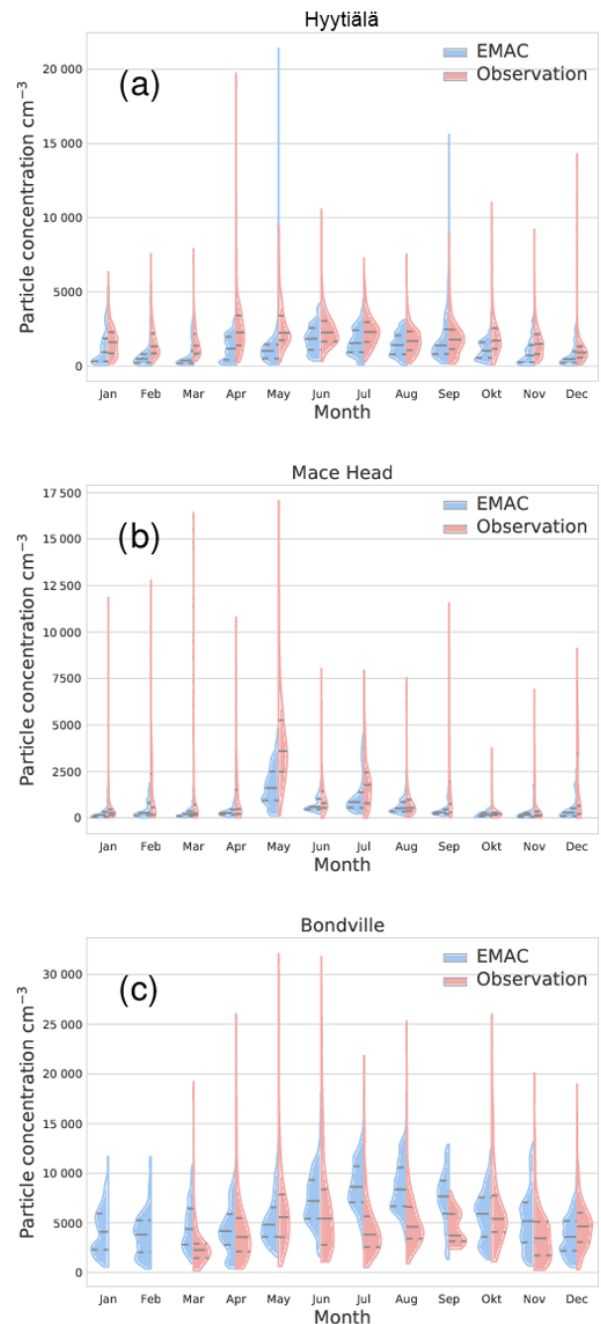 Hyytiälä
EMAC
Observation
(a)
Particle concentration cm⁻³
20 000
15 000
10 000
5000
0
Jan Feb Mar Apr May Jun Jul Aug Sep Okt Nov Dec
Month
Mace Head
EMAC
Observation
(b)
Particle concentration cm⁻³
17 500
15 000
12 500
10 000
7500
5000
2500
0
Jan Feb Mar Apr May Jun Jul Aug Sep Okt Nov Dec
Month
Bondville
EMAC
Observation
(c)
Particle concentration cm⁻³
30 000
25 000
20 000
15 000
10 000
5000
0
Jan Feb Mar Apr May Jun Jul Aug Sep Okt Nov Dec
Month